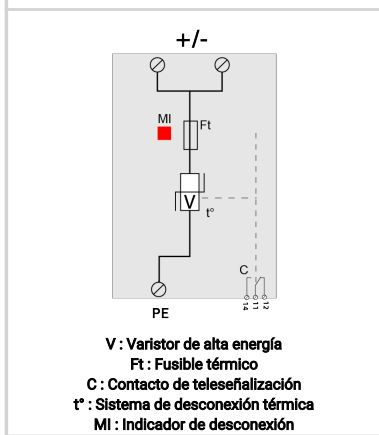 +/-
MI
Ft
V
t°
C
14
11
12
PE
V : Varistor de alta energía
Ft : Fusible térmico
C : Contacto de teleseñalización
t° : Sistema de desconexión térmica
MI : Indicador de desconexión